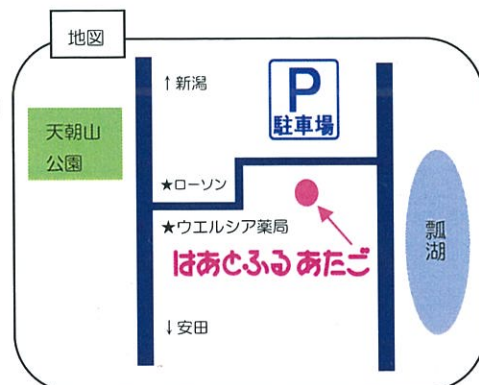 地図
↑新潟
P
駐車場
天朝山
公園
★ローソン
★ウエルシア薬局
はあとふる あたご
瓢湖
↓安田